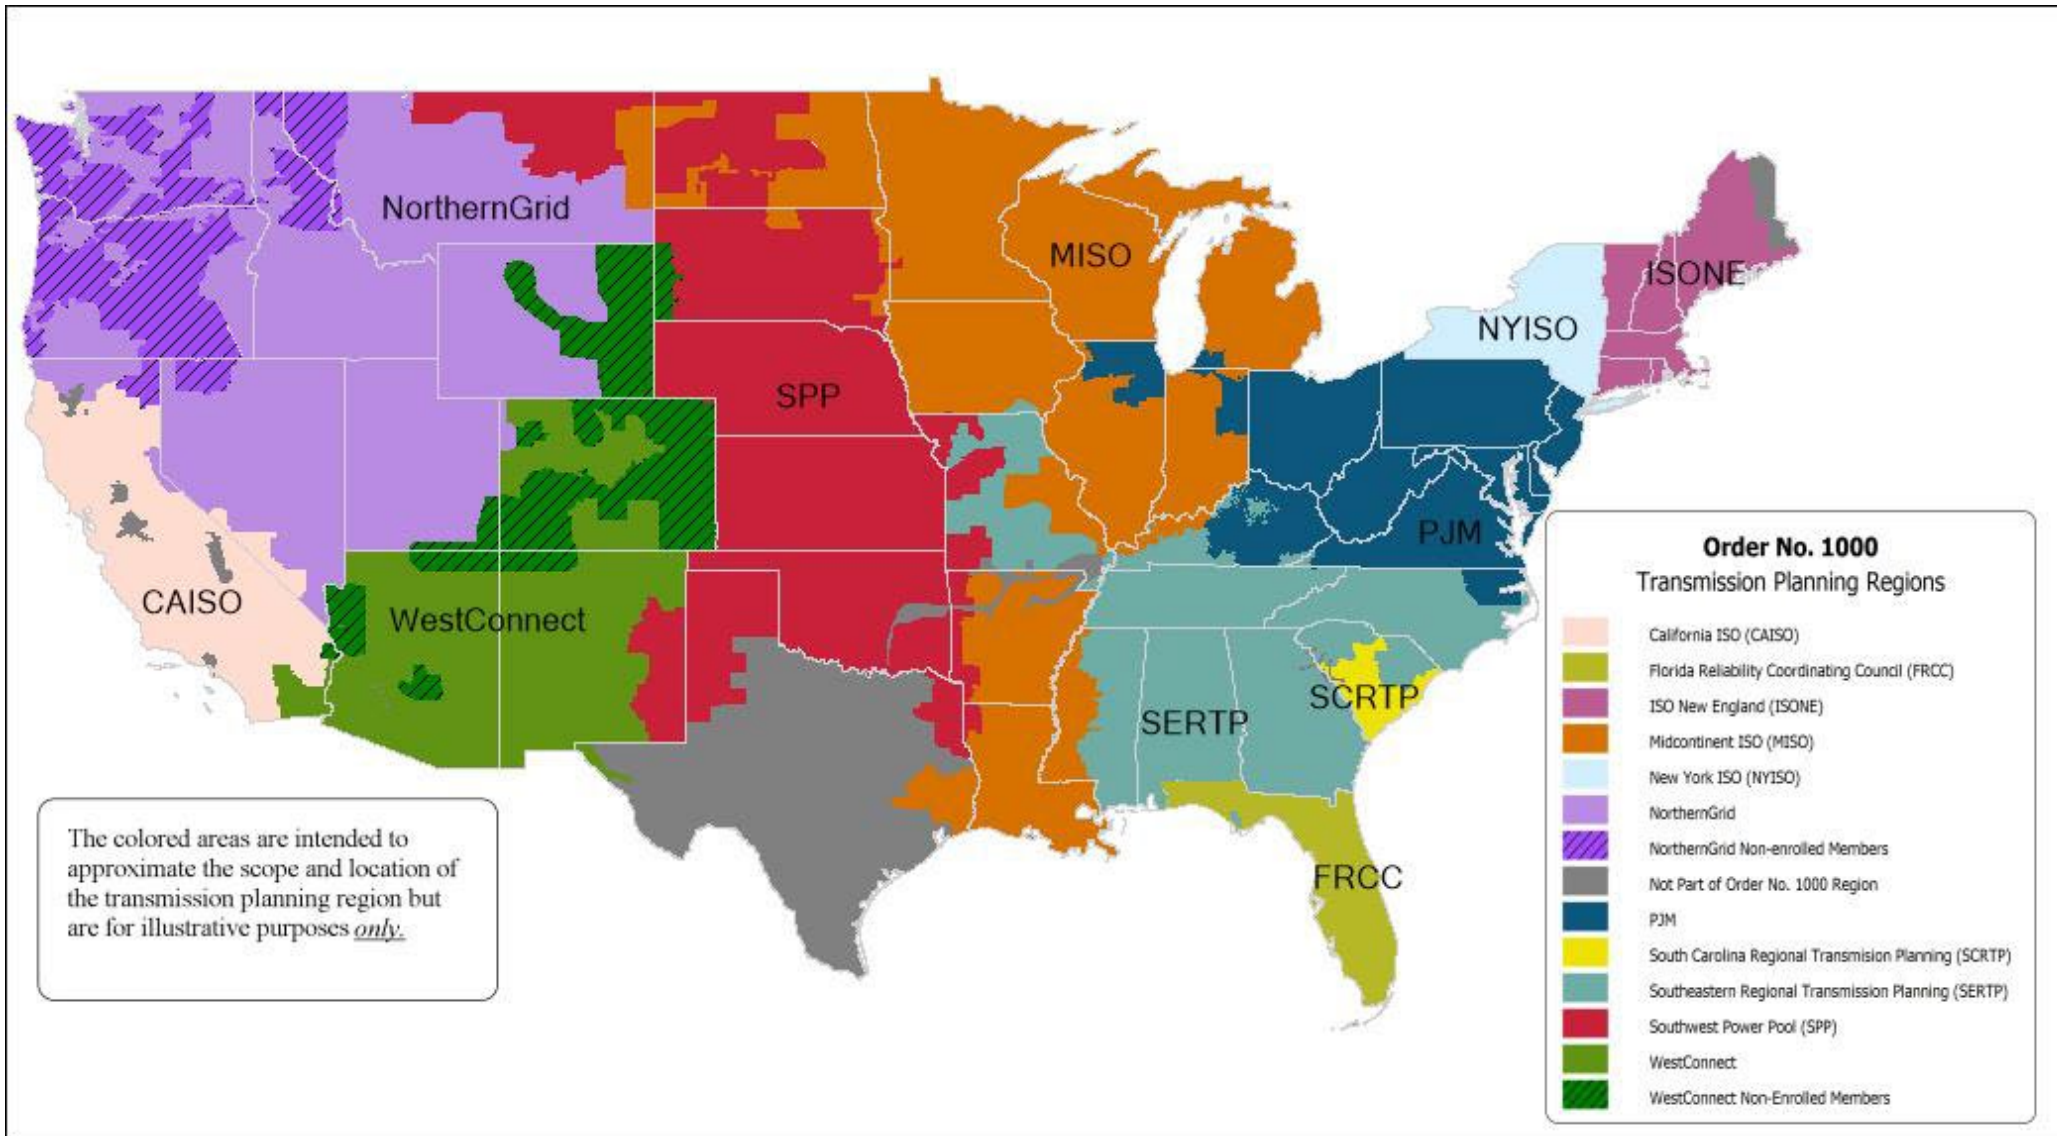 NorthernGrid
MISO
ISONE
NYISO
SPP
PJM
CAISO
WestConnect
SCRTP
SERTP
FRCC
The colored areas are intended to
approximate the scope and location of
the transmission planning region but
are for illustrative purposes only.
Order No. 1000
Transmission Planning Regions
California ISO (CAISO)
Florida Reliability Coordinating Council (FRCC)
ISO New England (ISONE)
Midcontinent ISO (MISO)
New York ISO (NYISO)
NorthernGrid
NorthernGrid Non-enrolled Members
Not Part of Order No. 1000 Region
PJM
South Carolina Regional Transmision Planning (SCRTP)
Southeastern Regional Transmission Planning (SERTP)
Southwest Power Pool (SPP)
WestConnect
WestConnect Non-Enrolled Members